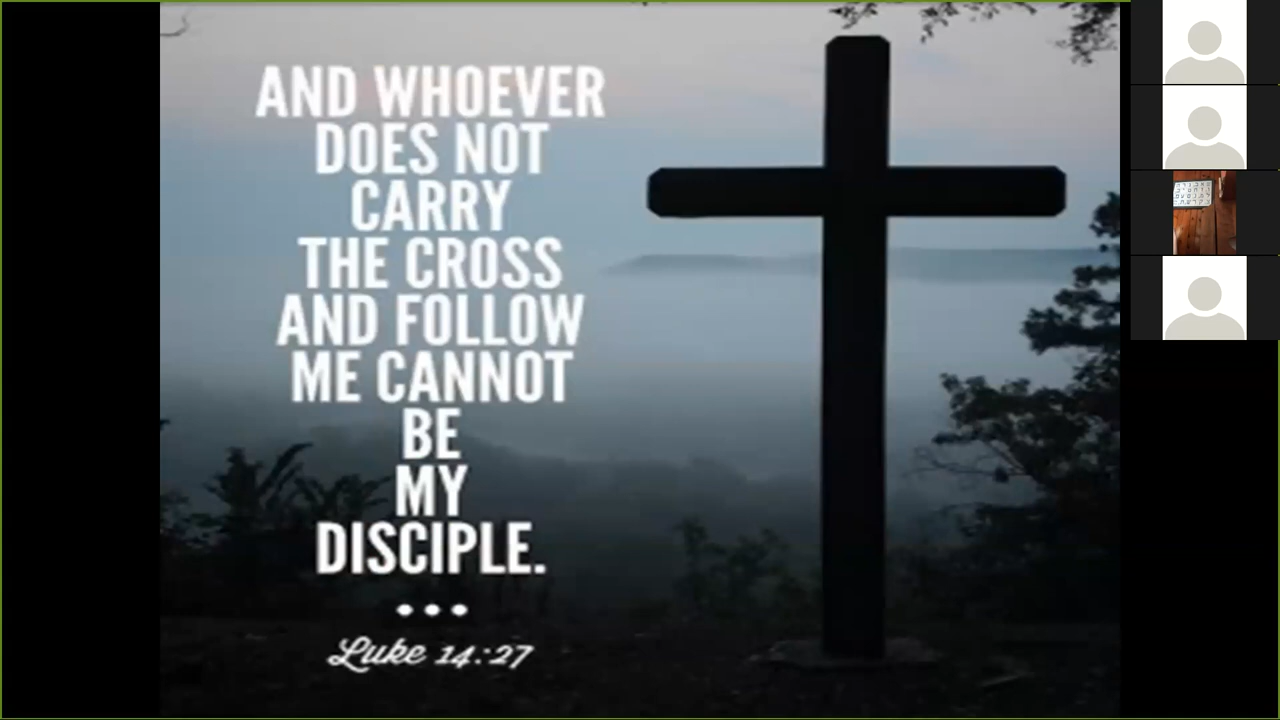 AND WHOEVER
DOES NOT
CARRY
THE CROSS
AND FOLLOW
ME CANNOT
BE
MY
DISCIPLE.
Luke 14:27